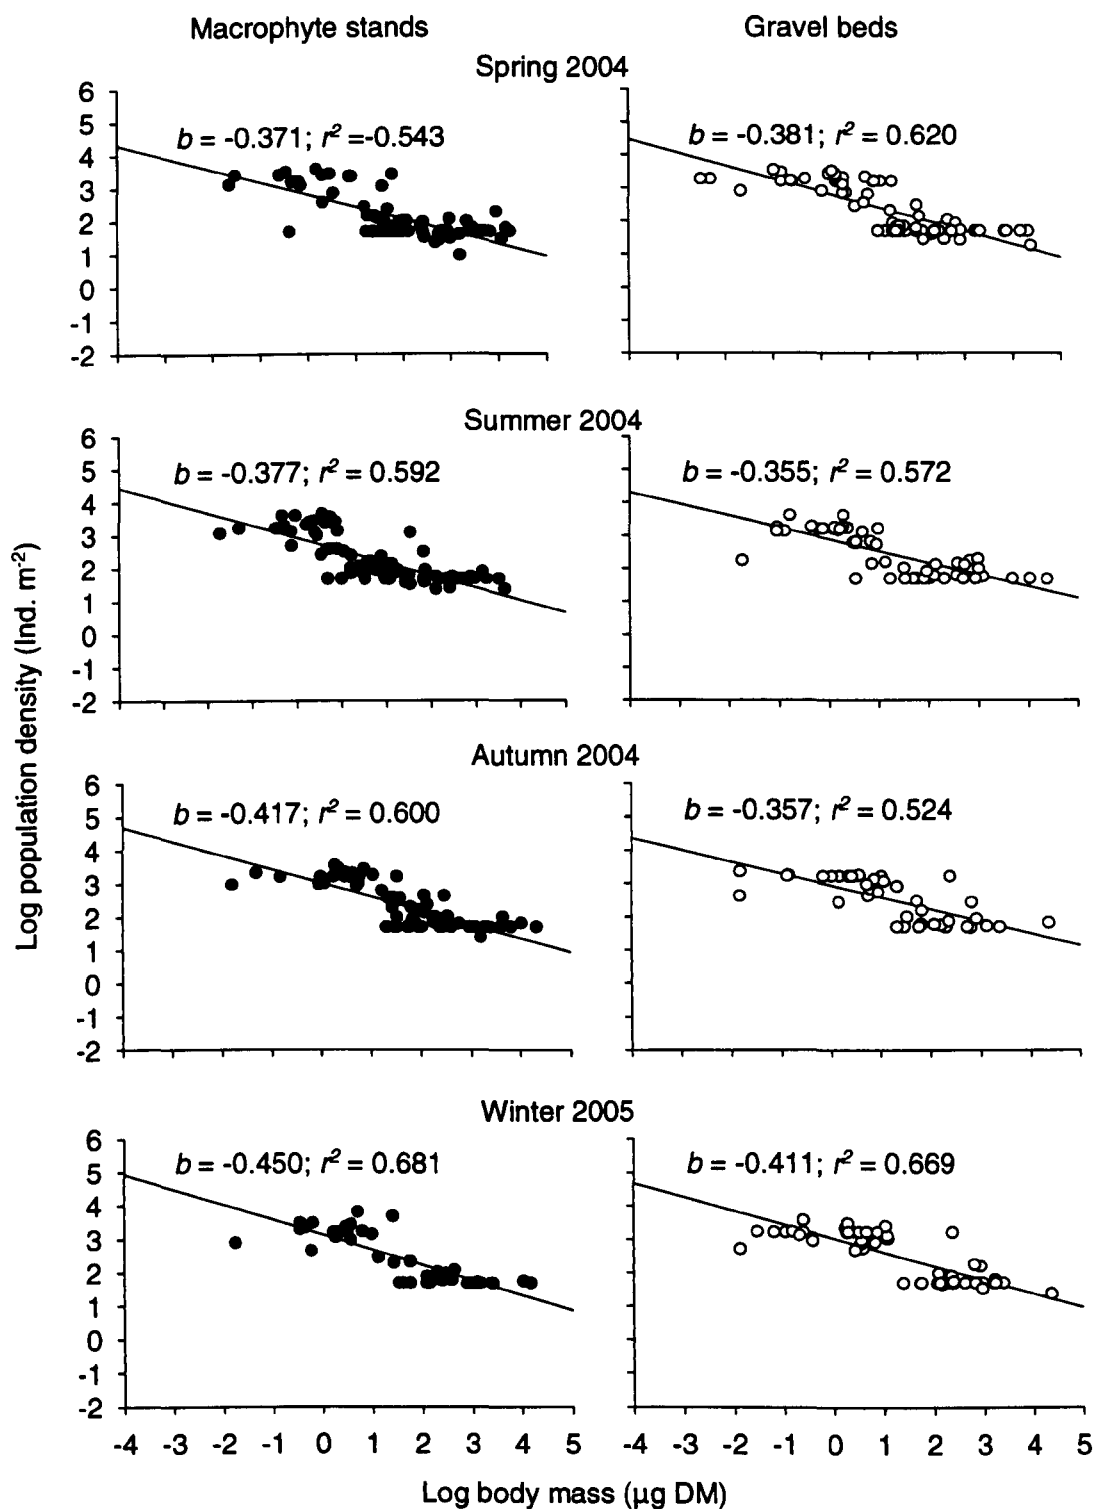 Macrophyte stands Gravel beds
Spring 2004
6
5
4
3
2
1
0
-1
-2
b = -0.371; r² =-0.543
b = -0.381; r² = 0.620
Summer 2004
6
5
4
3
2
1
0
-1
-2
b = -0.377; r² = 0.592
b = -0.355; r² = 0.572
Log population density (Ind. m⁻²)
Autumn 2004
6
5
4
3
2
1
0
-1
-2
b = -0.417; r² = 0.600
b = -0.357; r² = 0.524
Winter 2005
6
5
4
3
2
1
0
-1
-2
b = -0.450; r² = 0.681
b = -0.411; r² = 0.669
-4 -3 -2 -1 0 1 2 3 4 5
-4 -3 -2 -1 0 1 2 3 4 5
Log body mass (µg DM)